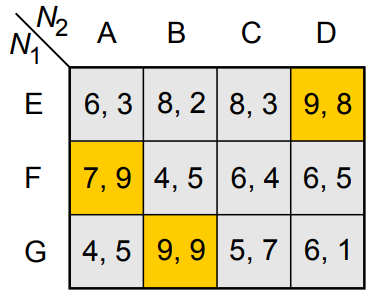 N₂
N₁
A B C D
E 6, 3 8, 2 8, 3 9, 8
F 7, 9 4, 5 6, 4 6, 5
G 4, 5 9, 9 5, 7 6, 1